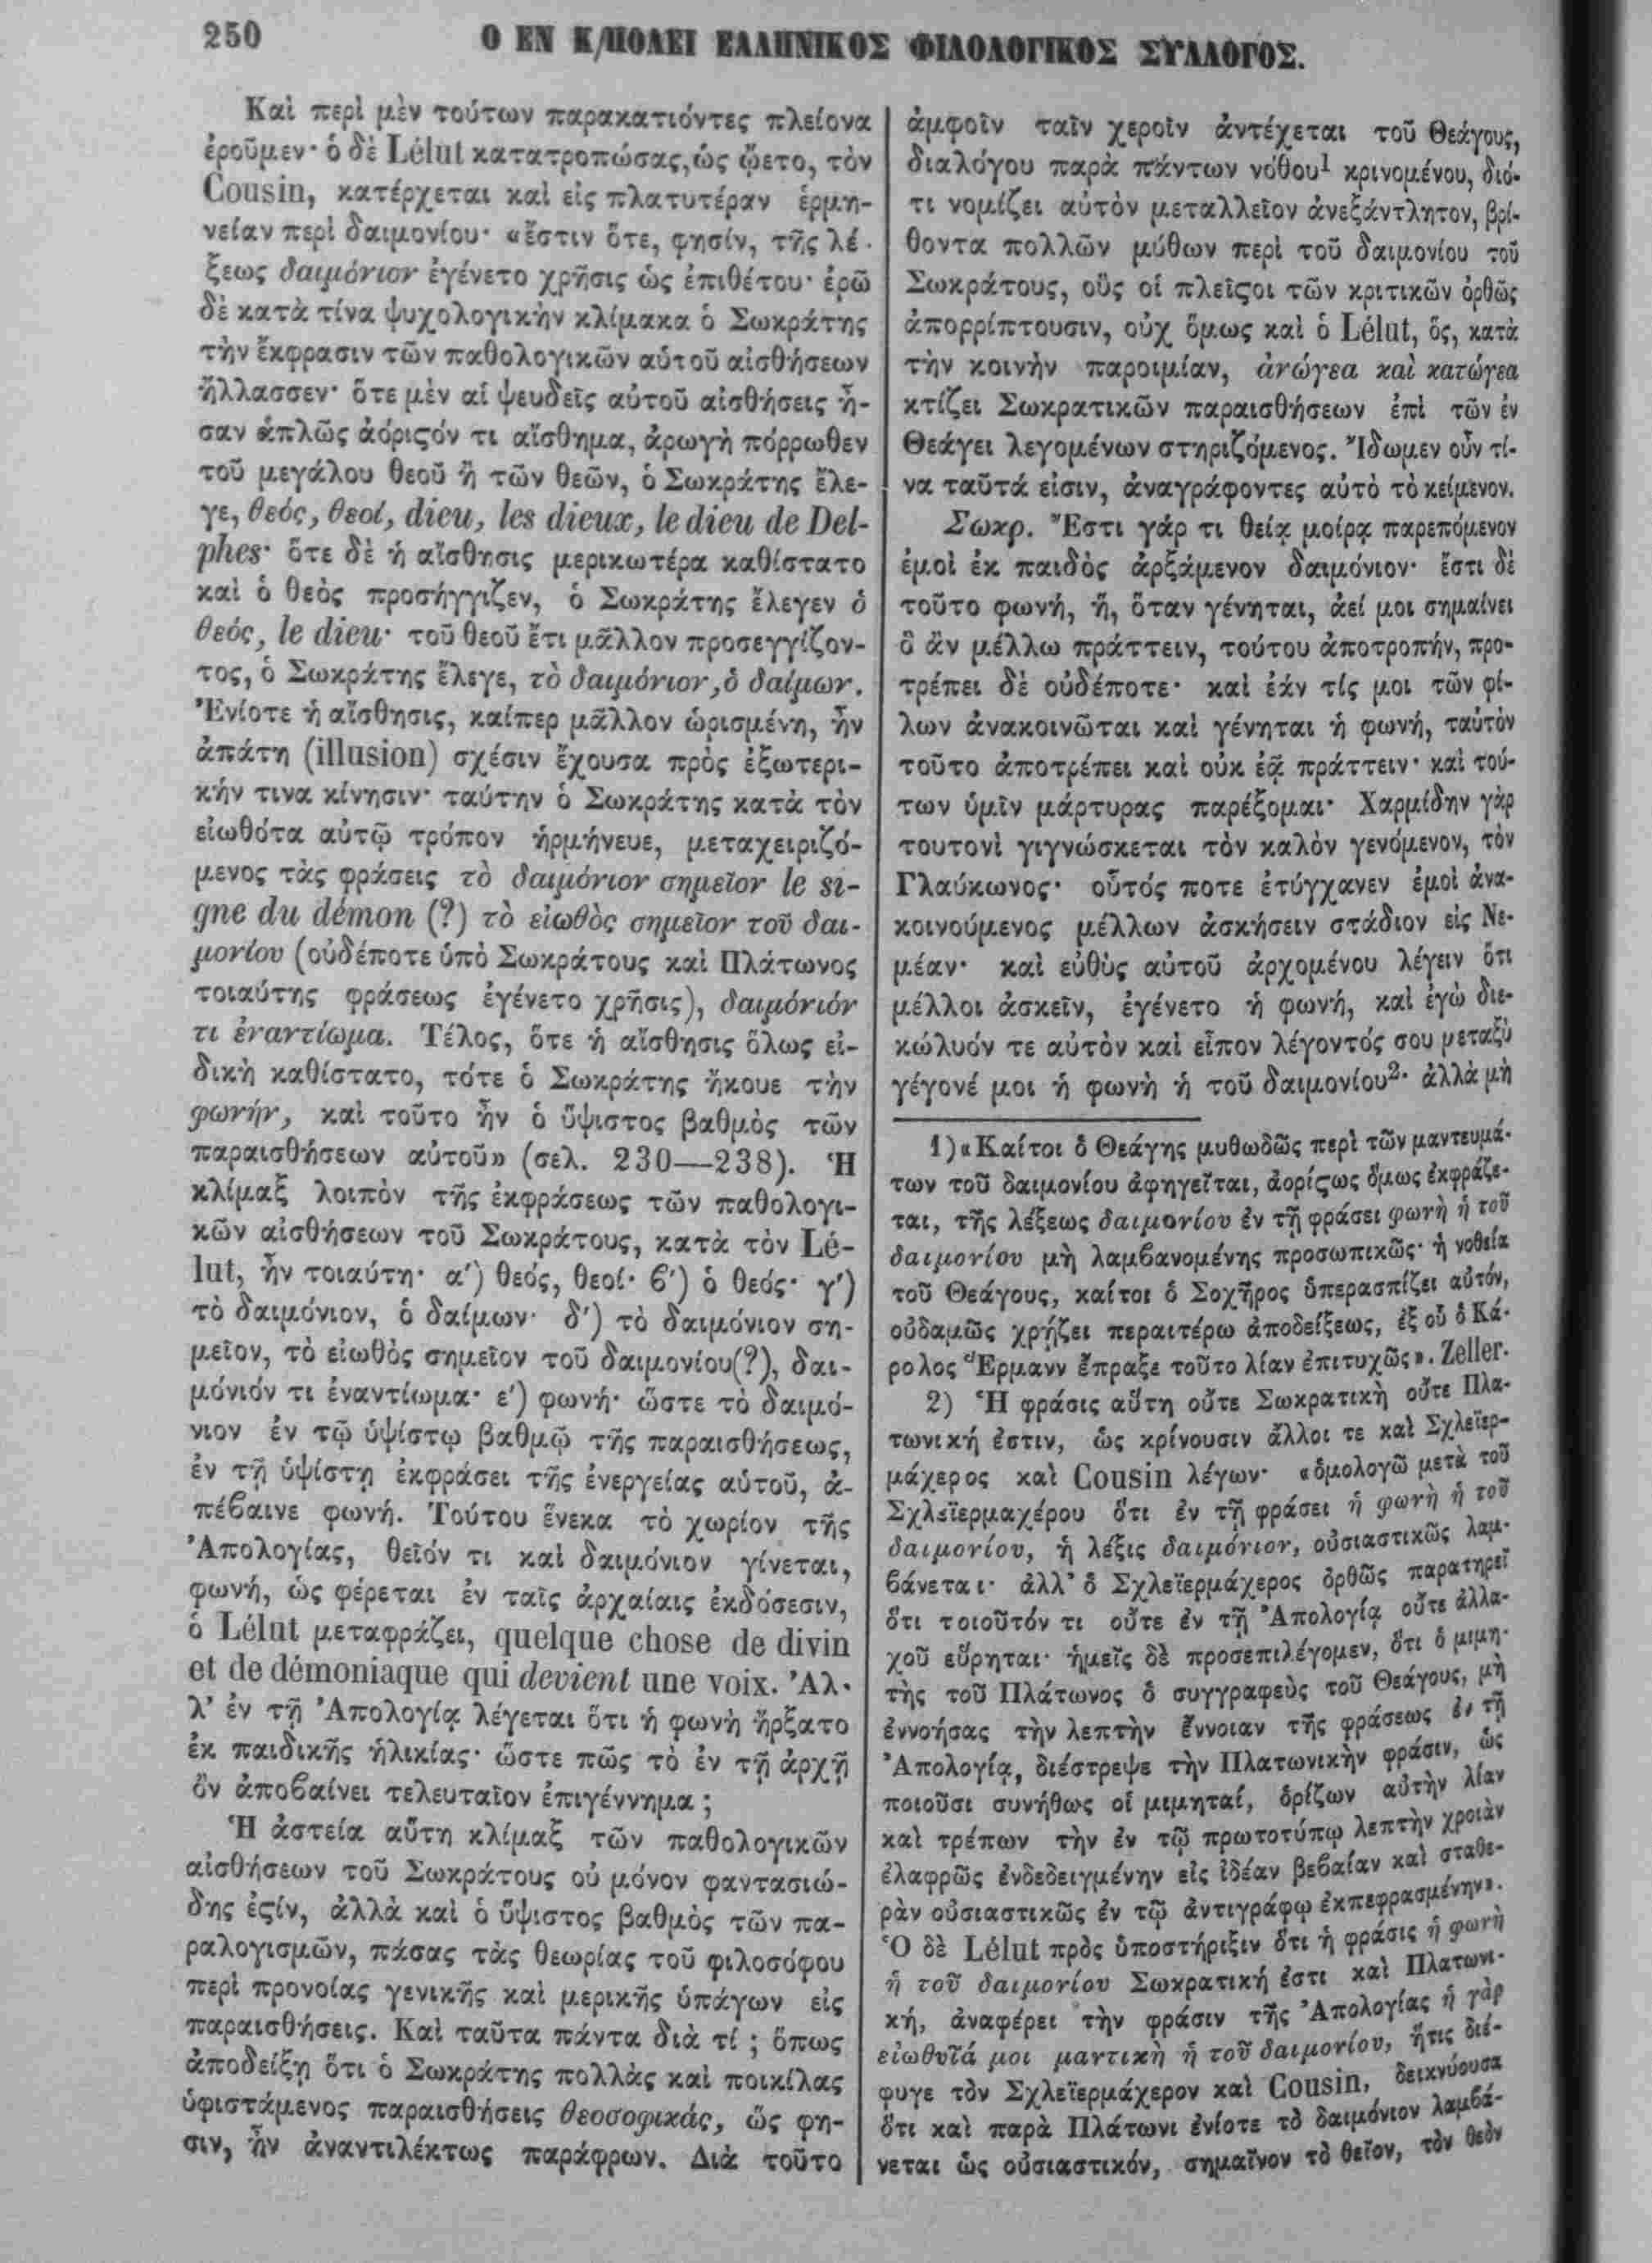 250
Ο ΕΝ Κ/ΠΟΛΕΙ ΕΛΛΗΝΙΚΟΣ ΦΙΛΟΛΟΓΙΚΟΣ ΣΥΛΛΟΓΟΣ.
Καὶ περὶ μὲν τούτων παρακατιόντες πλείονα
ἐροῦμεν· ὁ δὲ Lélut κατατροπώσας, ὡς ᾤετο, τὸν
Cousin, κατέρχεται καὶ εἰς πλατυτέραν ἑρμη-
νείαν περὶ δαιμονίου· «ἔστιν ὅτε, φησίν, τῆς λέ-
ξεως δαιμόνιον ἐγένετο χρῆσις ὡς ἐπιθέτου· ἐρῶ
δὲ κατὰ τίνα ψυχολογικὴν κλίμακα ὁ Σωκράτης
τὴν ἔκφρασιν τῶν παθολογικῶν αὑτοῦ αἰσθήσεων
ἤλλασσεν· ὅτε μὲν αἱ ψευδεῖς αὐτοῦ αἰσθήσεις ἦ-
σαν ἁπλῶς ἀόριϛόν τι αἴσθημα, ἀρωγὴ πόρρωθεν
τοῦ μεγάλου θεοῦ ἢ τῶν θεῶν, ὁ Σωκράτης ἔλε-
γε, θεός, θεοί, dieu, les dieux, le dieu de Del-
phes· ὅτε δὲ ἡ αἴσθησις μερικωτέρα καθίστατο
καὶ ὁ θεὸς προσήγγιζεν, ὁ Σωκράτης ἔλεγεν ὁ
θεός, le dieu· τοῦ θεοῦ ἔτι μᾶλλον προσεγγίζον-
τος, ὁ Σωκράτης ἔλεγε, τὸ δαιμόνιον, ὁ δαίμων.
Ἐνίοτε ἡ αἴσθησις, καίπερ μᾶλλον ὡρισμένη, ἦν
ἀπάτη (illusion) σχέσιν ἔχουσα πρὸς ἐξωτερι-
κήν τινα κίνησιν· ταύτην ὁ Σωκράτης κατὰ τὸν
εἰωθότα αὐτῷ τρόπον ἡρμήνευε, μεταχειριζό-
μενος τὰς φράσεις τὸ δαιμόνιον σημεῖον le si-
gne du démon (?) τὸ εἰωθὸς σημεῖον τοῦ δαι-
μονίου (οὐδέποτε ὑπὸ Σωκράτους καὶ Πλάτωνος
τοιαύτης φράσεως ἐγένετο χρῆσις), δαιμόνιόν
τι ἐναντίωμα. Τέλος, ὅτε ἡ αἴσθησις ὅλως εἰ-
δικὴ καθίστατο, τότε ὁ Σωκράτης ἤκουε τὴν
φωνήν, καὶ τοῦτο ἦν ὁ ὕψιστος βαθμὸς τῶν
παραισθήσεων αὑτοῦ» (σελ. 230—238). Ἡ
κλίμαξ λοιπὸν τῆς ἐκφράσεως τῶν παθολογι-
κῶν αἰσθήσεων τοῦ Σωκράτους, κατὰ τὸν Lé-
lut, ἦν τοιαύτη· α') θεός, θεοί· β') ὁ θεός· γ')
τὸ δαιμόνιον, ὁ δαίμων· δ') τὸ δαιμόνιον ση-
μεῖον, τὸ εἰωθὸς σημεῖον τοῦ δαιμονίου(?), δαι-
μόνιόν τι ἐναντίωμα· ε') φωνή· ὥστε τὸ δαιμό-
νιον ἐν τῷ ὑψίστῳ βαθμῷ τῆς παραισθήσεως,
ἐν τῇ ὑψίστῃ ἐκφράσει τῆς ἐνεργείας αὑτοῦ, ἀ-
πέβαινε φωνή. Τούτου ἕνεκα τὸ χωρίον τῆς
Ἀπολογίας, θεῖόν τι καὶ δαιμόνιον γίνεται,
φωνή, ὡς φέρεται ἐν ταῖς ἀρχαίαις ἐκδόσεσιν,
ὁ Lélut μεταφράζει, quelque chose de divin
et de démoniaque qui devient une voix. Ἀλ-
λ' ἐν τῇ Ἀπολογίᾳ λέγεται ὅτι ἡ φωνὴ ἤρξατο
ἐκ παιδικῆς ἡλικίας· ὥστε πῶς τὸ ἐν τῇ ἀρχῇ
ὂν ἀποβαίνει τελευταῖον ἐπιγέννημα;
Ἡ ἀστεία αὕτη κλίμαξ τῶν παθολογικῶν
αἰσθήσεων τοῦ Σωκράτους οὐ μόνον φαντασιώ-
δης ἐϛίν, ἀλλὰ καὶ ὁ ὕψιστος βαθμὸς τῶν πα-
ραλογισμῶν, πάσας τὰς θεωρίας τοῦ φιλοσόφου
περὶ προνοίας γενικῆς καὶ μερικῆς ὑπάγων εἰς
παραισθήσεις. Καὶ ταῦτα πάντα διὰ τί; ὅπως
ἀποδείξῃ ὅτι ὁ Σωκράτης πολλὰς καὶ ποικίλας
ὑφιστάμενος παραισθήσεις θεοσοφικάς, ὥς φη-
σιν, ἦν ἀναντιλέκτως παράφρων. Διὰ τοῦτο
ἀμφοῖν ταῖν χεροῖν ἀντέχεται τοῦ Θεάγους,
διαλόγου παρὰ πάντων νόθου¹ κρινομένου, διό-
τι νομίζει αὐτὸν μεταλλεῖον ἀνεξάντλητον, βρί-
θοντα πολλῶν μύθων περὶ τοῦ δαιμονίου τοῦ
Σωκράτους, οὓς οἱ πλεῖϛοι τῶν κριτικῶν ὀρθῶς
ἀπορρίπτουσιν, οὐχ ὅμως καὶ ὁ Lélut, ὅς, κατὰ
τὴν κοινὴν παροιμίαν, ἀνώγεα καὶ κατώγεα
κτίζει Σωκρατικῶν παραισθήσεων ἐπὶ τῶν ἐν
Θεάγει λεγομένων στηριζόμενος. Ἴδωμεν οὖν τί-
να ταῦτά εἰσιν, ἀναγράφοντες αὐτὸ τὸ κείμενον.
Σωκρ. Ἔστι γάρ τι θείᾳ μοίρᾳ παρεπόμενον
ἐμοὶ ἐκ παιδὸς ἀρξάμενον δαιμόνιον· ἔστι δὲ
τοῦτο φωνή, ἥ, ὅταν γένηται, ἀεί μοι σημαίνει
ὃ ἂν μέλλω πράττειν, τούτου ἀποτροπήν, προ-
τρέπει δὲ οὐδέποτε· καὶ ἐάν τίς μοι τῶν φί-
λων ἀνακοινῶται καὶ γένηται ἡ φωνή, ταὐτὸν
τοῦτο ἀποτρέπει καὶ οὐκ ἐᾷ πράττειν· καὶ τού-
των ὑμῖν μάρτυρας παρέξομαι· Χαρμίδην γὰρ
τουτονὶ γιγνώσκεται τὸν καλὸν γενόμενον, τὸν
Γλαύκωνος· οὗτός ποτε ἐτύγχανεν ἐμοὶ ἀνα-
κοινούμενος μέλλων ἀσκήσειν στάδιον εἰς Νε-
μέαν· καὶ εὐθὺς αὐτοῦ ἀρχομένου λέγειν ὅτι
μέλλοι ἀσκεῖν, ἐγένετο ἡ φωνή, καὶ ἐγὼ διε-
κώλυόν τε αὐτὸν καὶ εἶπον λέγοντός σου μεταξὺ
γέγονέ μοι ἡ φωνὴ ἡ τοῦ δαιμονίου²· ἀλλὰ μὴ
1) «Καίτοι ὁ Θεάγης μυθωδῶς περὶ τῶν μαντευμά-
των τοῦ δαιμονίου ἀφηγεῖται, ἀορίϛως ὅμως ἐκφράζε-
ται, τῆς λέξεως δαιμονίου ἐν τῇ φράσει φωνὴ ἡ τοῦ
δαιμονίου μὴ λαμβανομένης προσωπικῶς· ἡ νοθεία
τοῦ Θεάγους, καίτοι ὁ Σοχῆρος ὑπερασπίζει αὐτόν,
οὐδαμῶς χρῄζει περαιτέρω ἀποδείξεως, ἐξ οὗ ὁ Κά-
ρολος Ἕρμανν ἔπραξε τοῦτο λίαν ἐπιτυχῶς». Zeller.
2) Ἡ φράσις αὕτη οὔτε Σωκρατικὴ οὔτε Πλα-
τωνική ἐστιν, ὡς κρίνουσιν ἄλλοι τε καὶ Σχλεϊερ-
μάχερος καὶ Cousin λέγων· «ὁμολογῶ μετὰ τοῦ
Σχλεϊερμαχέρου ὅτι ἐν τῇ φράσει ἡ φωνὴ ἡ τοῦ
δαιμονίου, ἡ λέξις δαιμόνιον, οὐσιαστικῶς λαμ-
βάνεται· ἀλλ' ὁ Σχλεϊερμάχερος ὀρθῶς παρατηρεῖ
ὅτι τοιοῦτόν τι οὔτε ἐν τῇ Ἀπολογίᾳ οὔτε ἀλλα-
χοῦ εὕρηται· ἡμεῖς δὲ προσεπιλέγομεν, ὅτι ὁ μιμη-
τὴς τοῦ Πλάτωνος ὁ συγγραφεὺς τοῦ Θεάγους, μὴ
ἐννοήσας τὴν λεπτὴν ἔννοιαν τῆς φράσεως ἐν τῇ
Ἀπολογίᾳ, διέστρεψε τὴν Πλατωνικὴν φράσιν, ὡς
ποιοῦσι συνήθως οἱ μιμηταί, ὁρίζων αὐτὴν λίαν
καὶ τρέπων τὴν ἐν τῷ πρωτοτύπῳ λεπτὴν χροιὰν
ἐλαφρῶς ἐνδεδειγμένην εἰς ἰδέαν βεβαίαν καὶ σταθε-
ρὰν οὐσιαστικῶς ἐν τῷ ἀντιγράφῳ ἐκπεφρασμένην».
Ὁ δὲ Lélut πρὸς ὑποστήριξιν ὅτι ἡ φράσις ἡ φωνὴ
ἡ τοῦ δαιμονίου Σωκρατική ἐστι καὶ Πλατωνι-
κή, ἀναφέρει τὴν φράσιν τῆς Ἀπολογίας ἡ γὰρ
εἰωθυῖά μοι μαντικὴ ἡ τοῦ δαιμονίου, ἥτις διέ-
φυγε τὸν Σχλεϊερμάχερον καὶ Cousin, δεικνύουσα
ὅτι καὶ παρὰ Πλάτωνι ἐνίοτε τὸ δαιμόνιον λαμβά-
νεται ὡς οὐσιαστικόν, σημαῖνον τὸ θεῖον, τὸν θεὸν